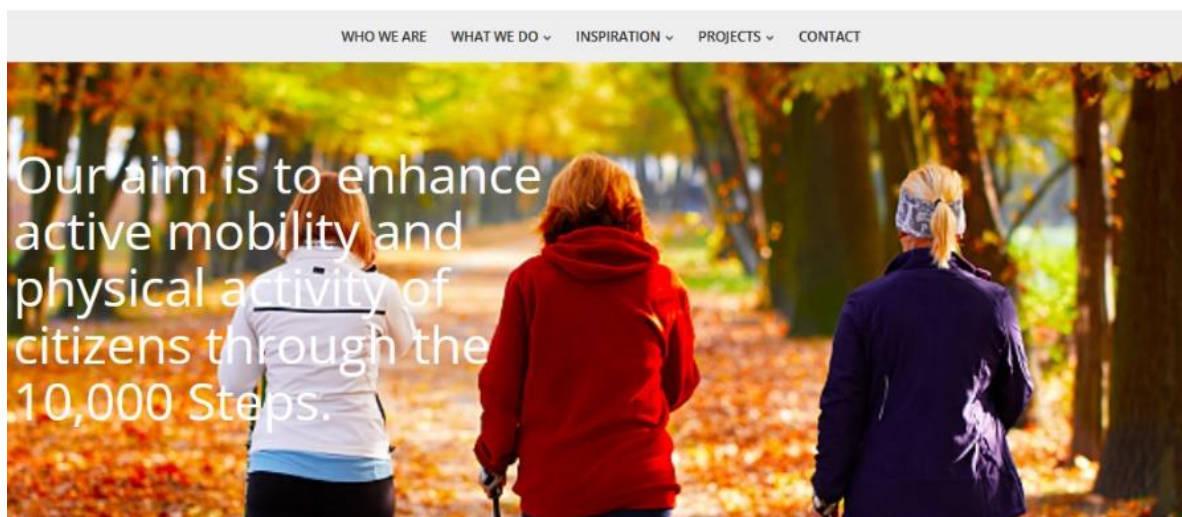 WHO WE ARE WHAT WE DO INSPIRATION PROJECTS CONTACT
Our aim is to enhance
active mobility and
physical activity of
citizens through the
10,000 Steps.